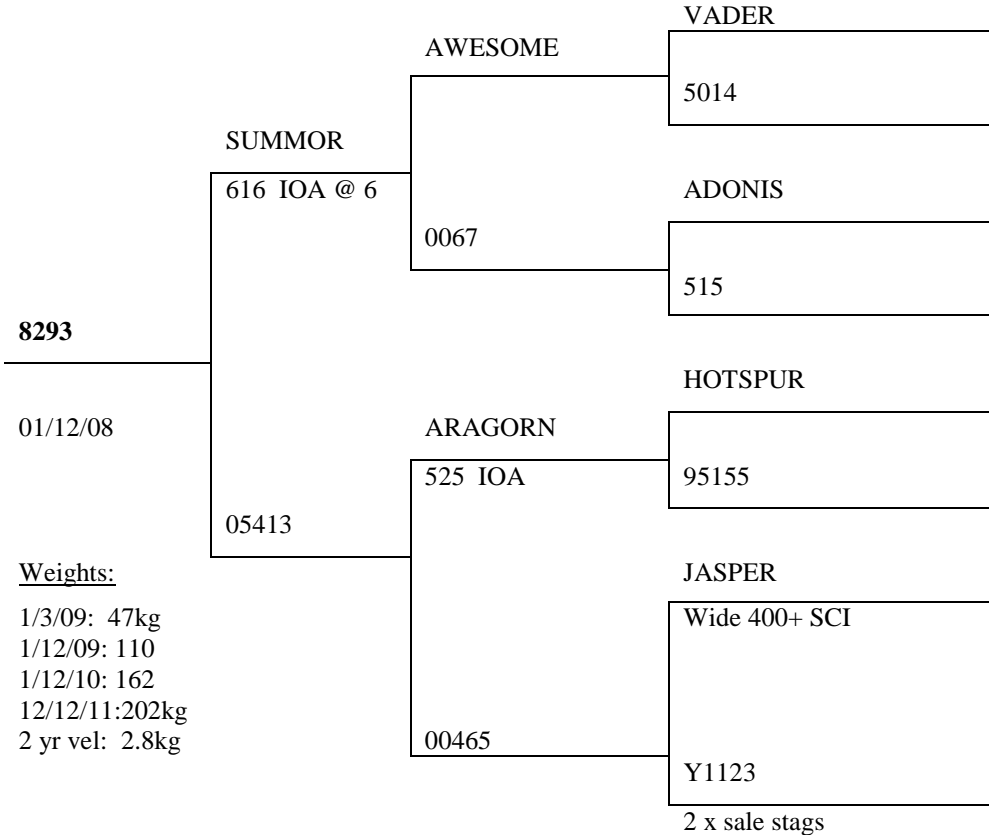 VADER
AWESOME
5014
SUMMOR
616 IOA @ 6
ADONIS
0067
515
8293
HOTSPUR
01/12/08
ARAGORN
525 IOA
95155
05413
Weights:
JASPER
1/3/09: 47kg
Wide 400+ SCI
1/12/09: 110
1/12/10: 162
12/12/11:202kg
2 yr vel: 2.8kg
00465
Y1123
2 x sale stags